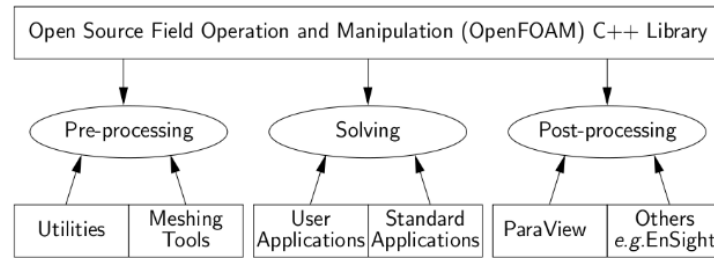 Open Source Field Operation and Manipulation (OpenFOAM) C++ Library
Pre-processing
Solving
Post-processing
Utilities
Meshing
Tools
User
Applications
Standard
Applications
ParaView
Others
e.g.EnSight